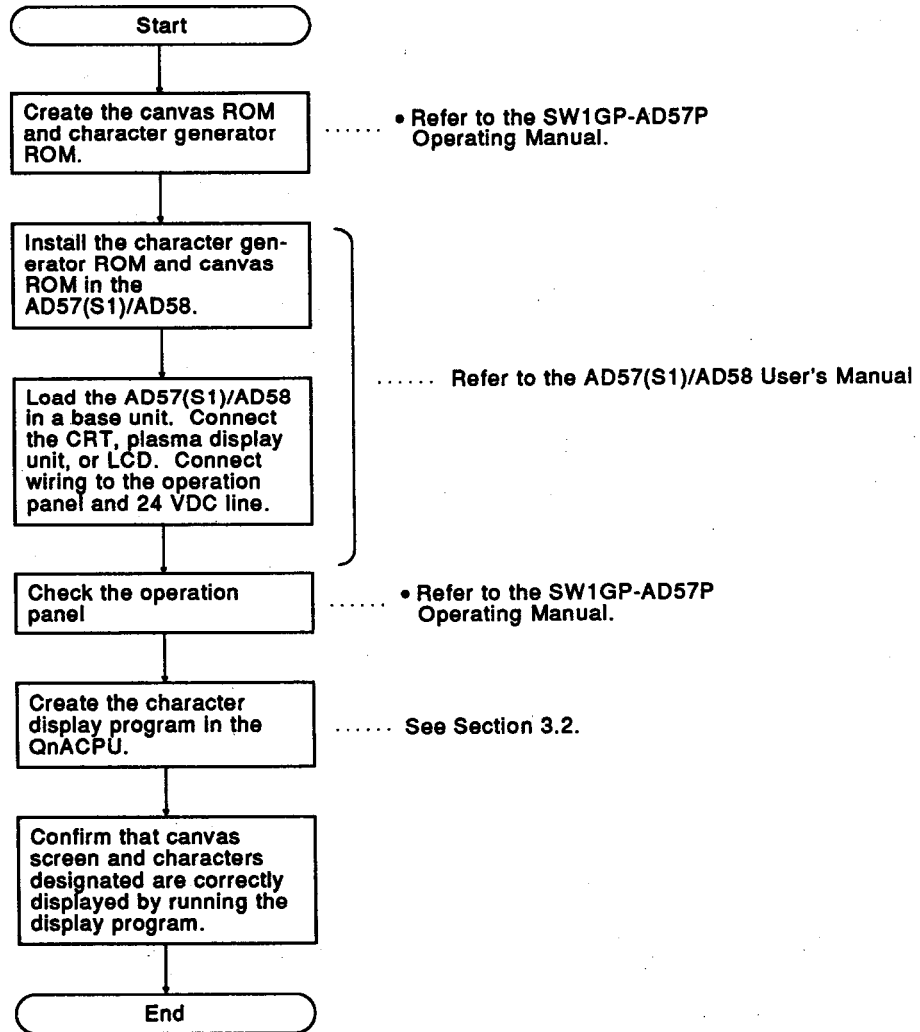 Start
Create the canvas ROM
and character generator
ROM.
...... • Refer to the SW1GP-AD57P
Operating Manual.
Install the character gen-
erator ROM and canvas
ROM in the
AD57(S1)/AD58.
Load the AD57(S1)/AD58
in a base unit. Connect
the CRT, plasma display
unit, or LCD. Connect
wiring to the operation
panel and 24 VDC line.
...... Refer to the AD57(S1)/AD58 User's Manual
Check the operation
panel
...... • Refer to the SW1GP-AD57P
Operating Manual.
Create the character
display program in the
QnACPU.
...... See Section 3.2.
Confirm that canvas
screen and characters
designated are correctly
displayed by running the
display program.
End